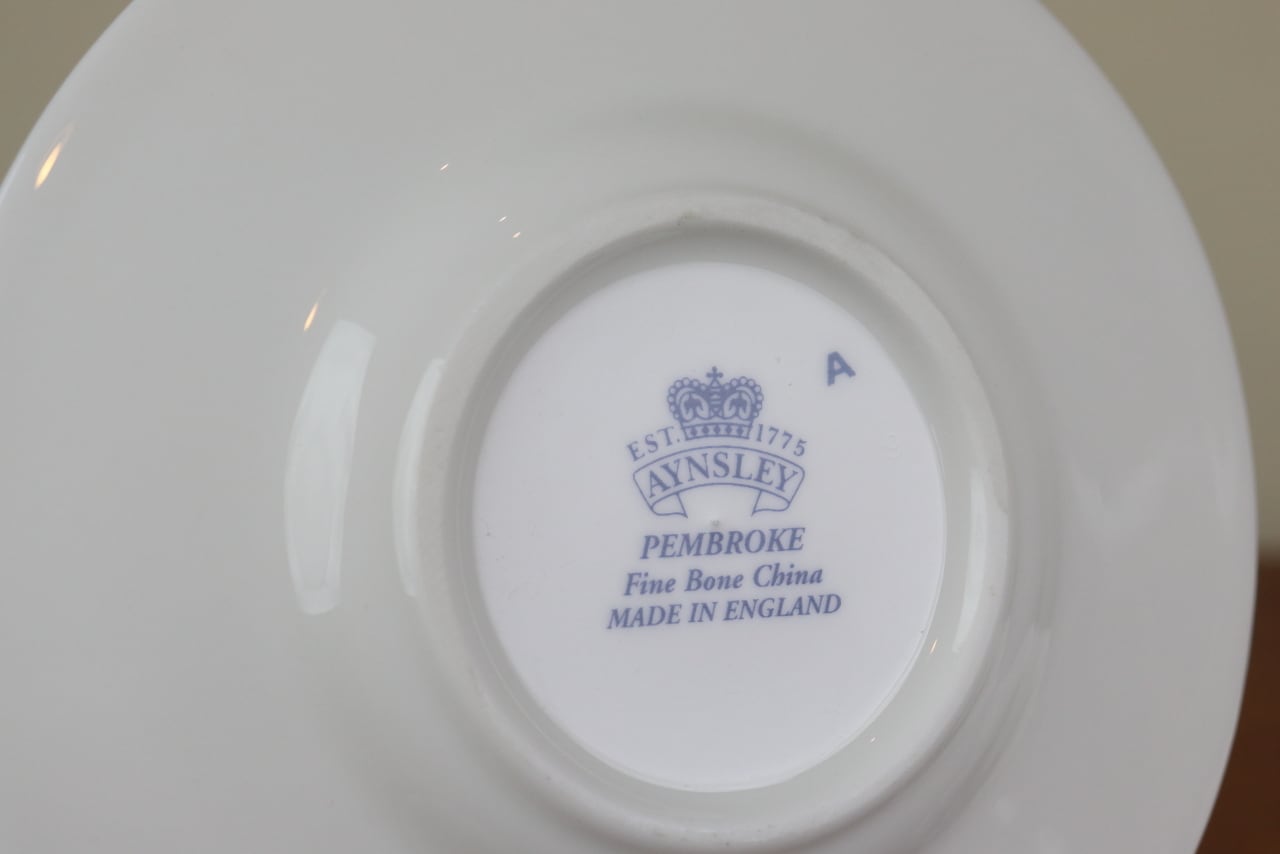 A
EST. 1775
AYNSLEY
PEMBROKE
Fine Bone China
MADE IN ENGLAND